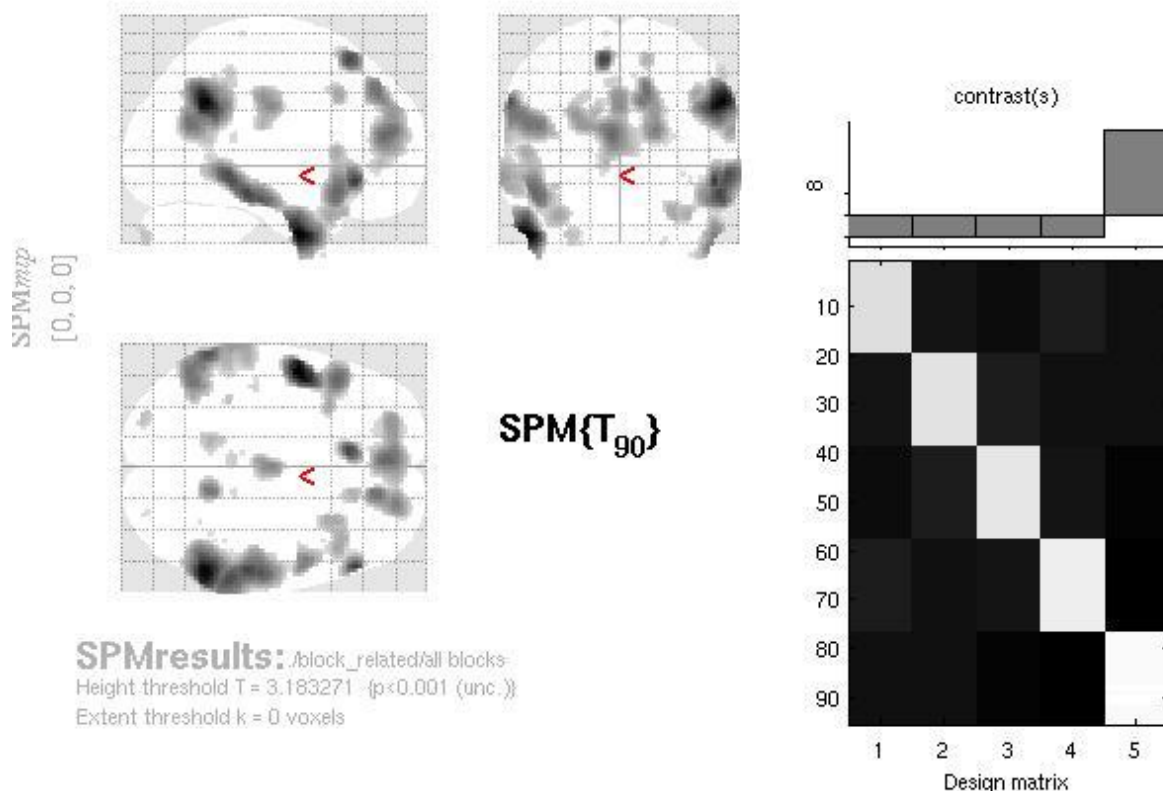 SPMmip
[0, 0, 0]
<
<
<
SPM{T90}
SPMresults: ./block_related/all blocks
Height threshold T = 3.183271 {p<0.001 (unc.)}
Extent threshold k = 0 voxels
contrast(s)
8
10
20
30
40
50
60
70
80
90
1 2 3 4 5
Design matrix